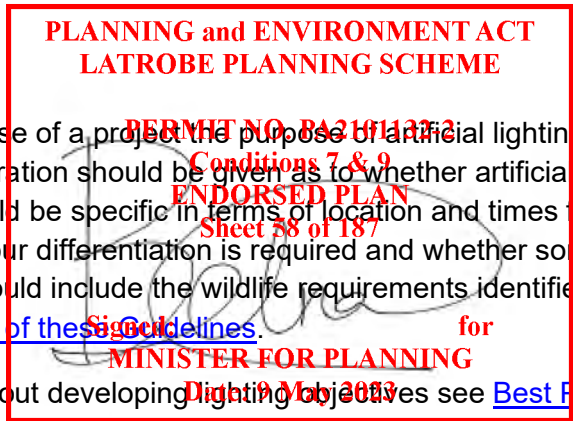 PLANNING and ENVIRONMENT ACT
LATROBE PLANNING SCHEME
se of a project the purpose of artificial lightin
PERMIT NO. PA2101132-2
ration should be given as to whether artificia
Conditions 7 & 9
ENDORSED PLAN
ld be specific in terms of location and times
Sheet 58 of 187
ur differentiation is required and whether so
uld include the wildlife requirements identifie
of these Guidelines.
Signed: for
MINISTER FOR PLANNING
out developing lighting objectives see Best
Date: 9 May 2023